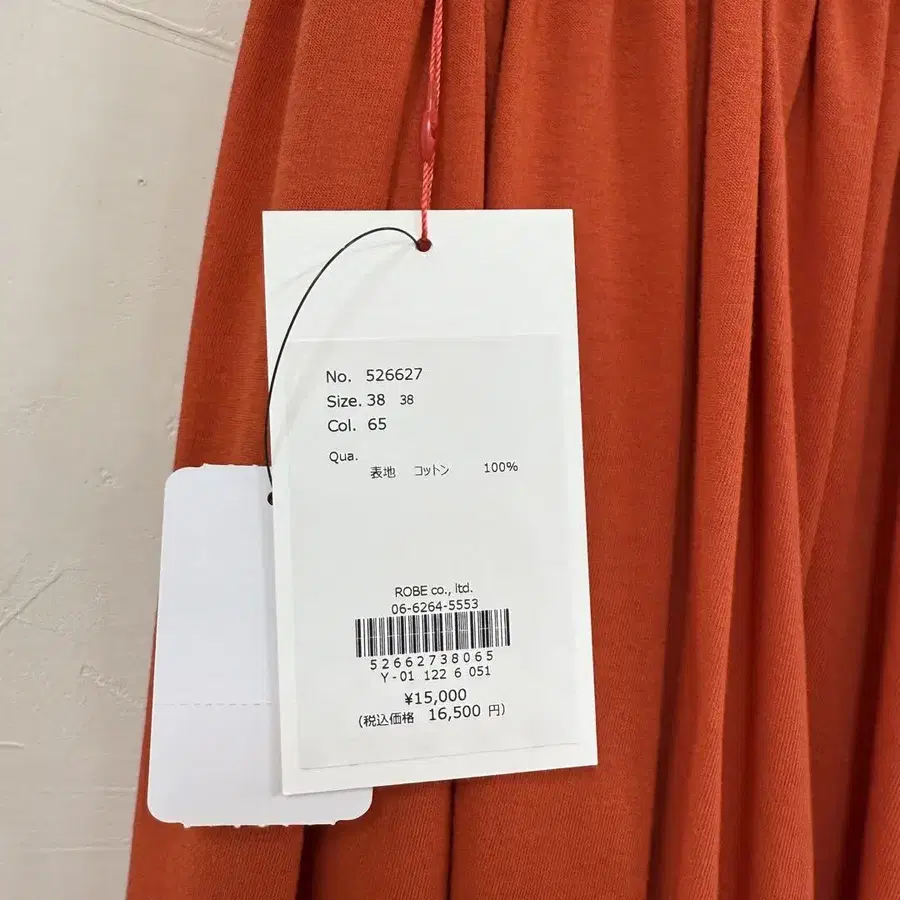 No. 526627
Size. 38 38
Col. 65
Qua.
表地 コットン 100%
ROBE co., ltd.
06-6264-5553
52662738065
Y-01 122 6 051
¥15,000
(税込価格 16,500 円)